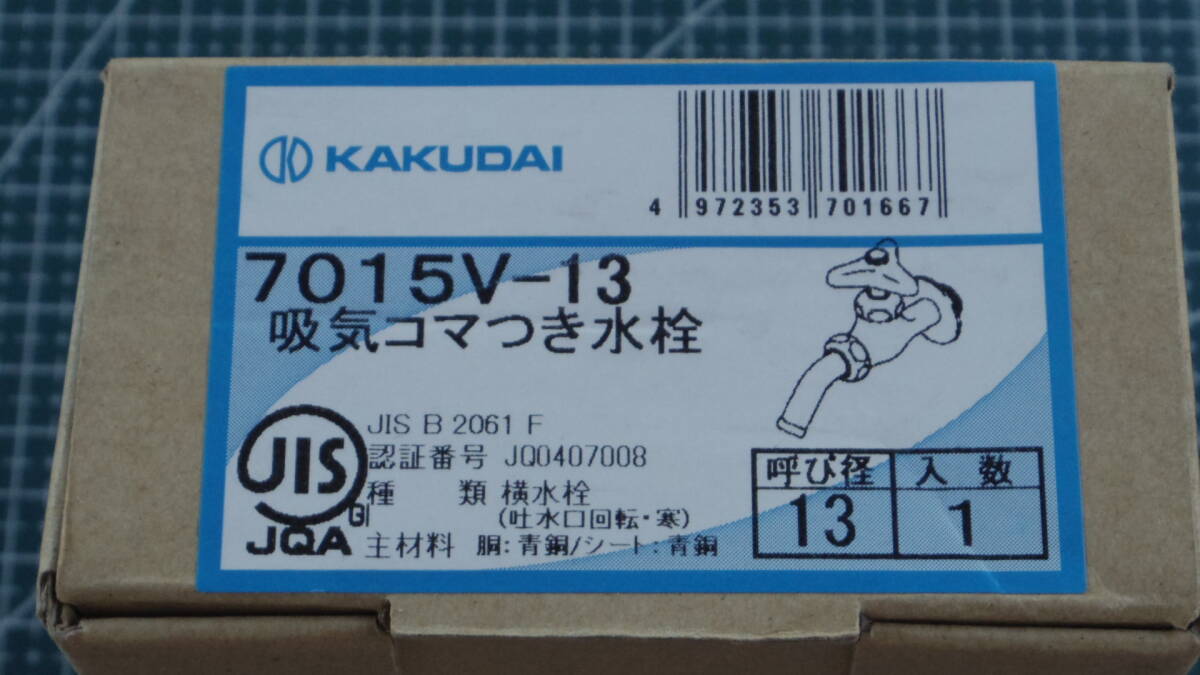 KAKUDAI
4 972353 701667
7015V-13
吸気コマつき水栓
JIS
JQA
GI
JIS B 2061 F
認証番号 JQ0407008
種　類 横水栓
(吐水口回転・寒)
主材料 胴:青銅/シート:青銅
呼び径 入数
13 1